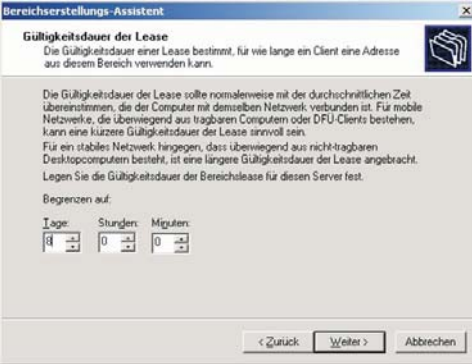 Bereichserstellungs-Assistent
Gültigkeitsdauer der Lease
Die Gültigkeitsdauer einer Lease bestimmt, für wie lange ein Client eine Adresse
aus diesem Bereich verwenden kann.
Die Gültigkeitsdauer der Lease sollte normalerweise mit der durchschnittlichen Zeit
übereinstimmen, die der Computer mit demselben Netzwerk verbunden ist. Für mobile
Netzwerke, die überwiegend aus tragbaren Computern oder DFÜ-Clients bestehen,
kann eine kürzere Gültigkeitsdauer der Lease sinnvoll sein.
Für ein stabiles Netzwerk hingegen, dass überwiegend aus nicht-tragbaren
Desktopcomputern besteht, ist eine längere Gültigkeitsdauer der Lease angebracht.
Legen Sie die Gültigkeitsdauer der Bereichslease für diesen Server fest.
Begrenzen auf:
Tage: Stunden: Minuten:
8 0 0
< Zurück Weiter > Abbrechen